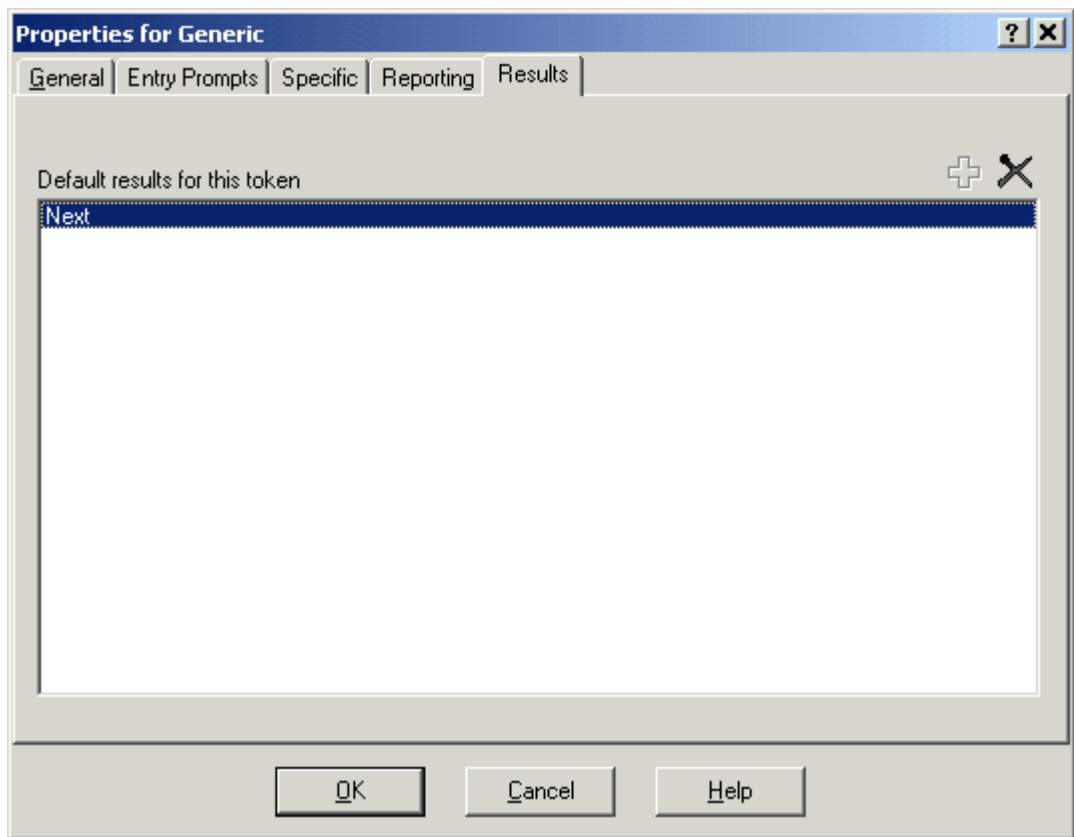 Properties for Generic
General Entry Prompts Specific Reporting Results
Default results for this token
Next
OK Cancel Help